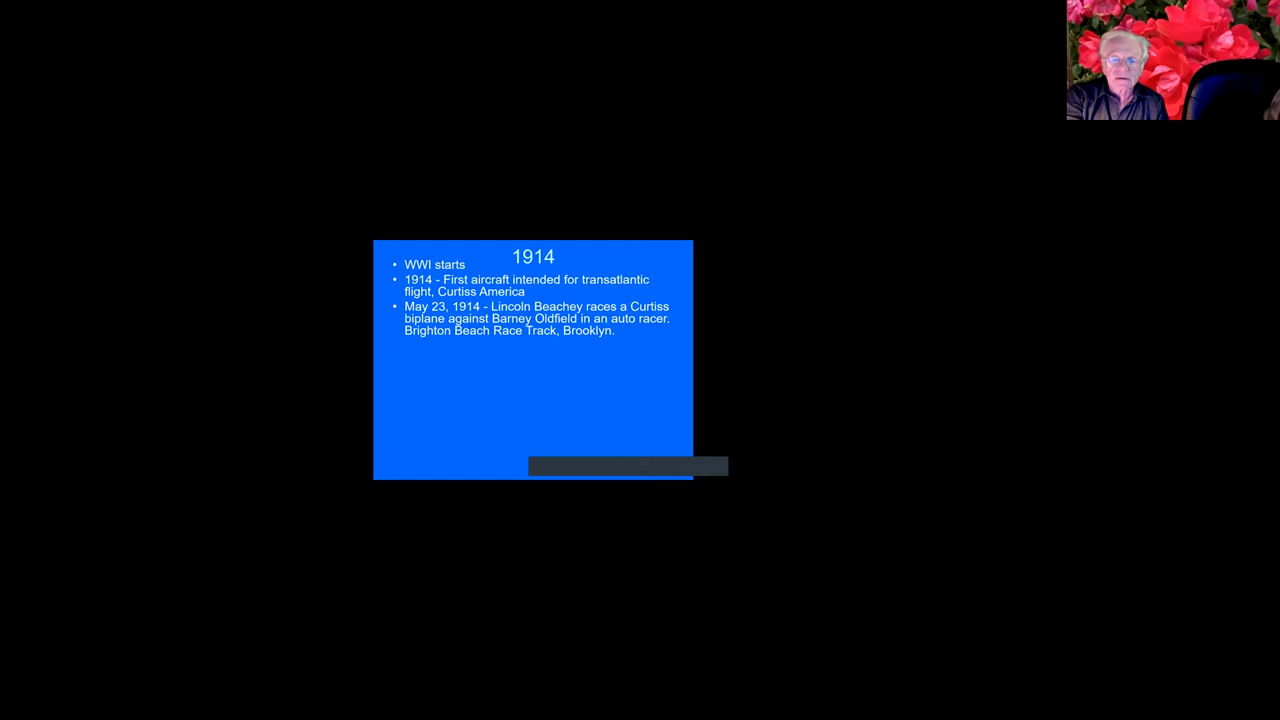 1914
• WWI starts
• 1914 - First aircraft intended for transatlantic
flight, Curtiss America
• May 23, 1914 - Lincoln Beachey races a Curtiss
biplane against Barney Oldfield in an auto racer.
Brighton Beach Race Track, Brooklyn.